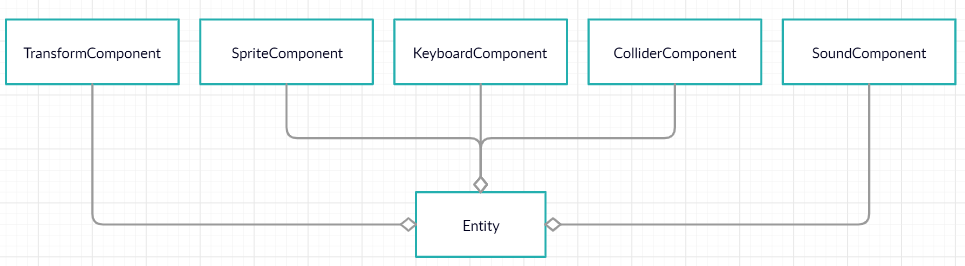 TransformComponent
SpriteComponent
KeyboardComponent
ColliderComponent
SoundComponent
Entity